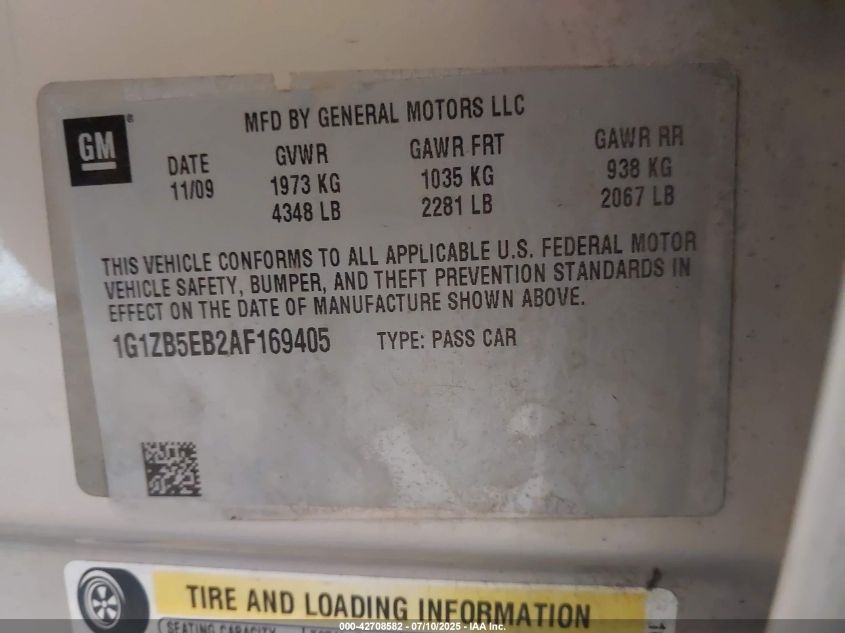 MFD BY GENERAL MOTORS LLC
GM
DATE GVWR GAWR FRT GAWR RR
11/09 1973 KG 1035 KG 938 KG
4348 LB 2281 LB 2067 LB
THIS VEHICLE CONFORMS TO ALL APPLICABLE U.S. FEDERAL MOTOR
VEHICLE SAFETY, BUMPER, AND THEFT PREVENTION STANDARDS IN
EFFECT ON THE DATE OF MANUFACTURE SHOWN ABOVE.
1G1ZB5EB2AF169405 TYPE: PASS CAR
TIRE AND LOADING INFORMATION
SEATING CAPACITY
000-42708582 - 07/10/2025 - IAA Inc.